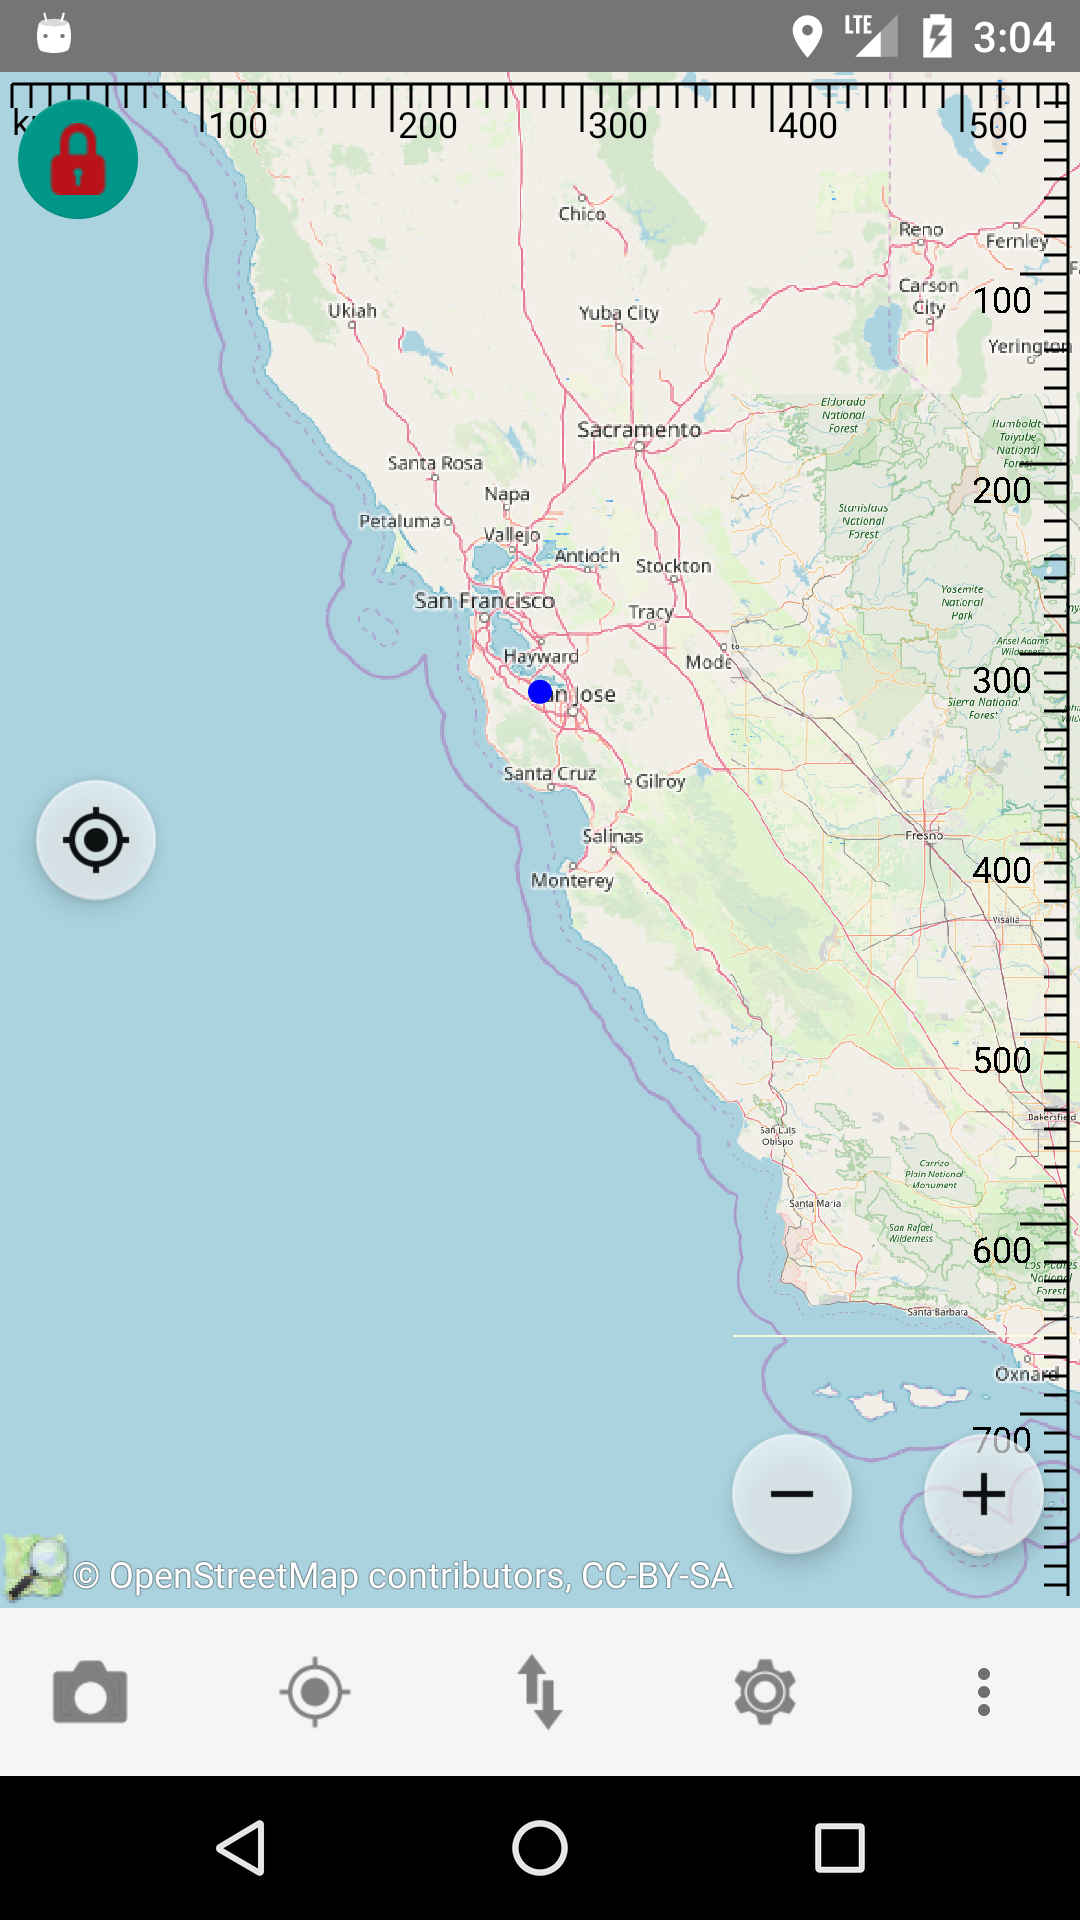 LTE 3:04
100 200 300 400 500
Chico
Reno
Fernley
Carson
City
100
Ukiah
Yuba City
Yerington
Eldorado
National
Forest
Humboldt-
Toiyabe
National
Forest
Sacramento
Santa Rosa
200
Napa
Petaluma
Stanislaus
National
Forest
Vallejo
Antioch
Stockton
San Francisco
Yosemite
National
Park
Tracy
Ansel Adams
Wilderness
Hayward
300
Sierra National
Forest
Jose
Santa Cruz
Gilroy
Salinas
Fresno
400
Monterey
Visalia
500
Bakersfield
San Luis
Obispo
Carrizo
Plain National
Monument
Santa Maria
San Rafael
Wilderness
600
Los Padres
National
Forest
Santa Barbara
Oxnard
700
© OpenStreetMap contributors, CC-BY-SA